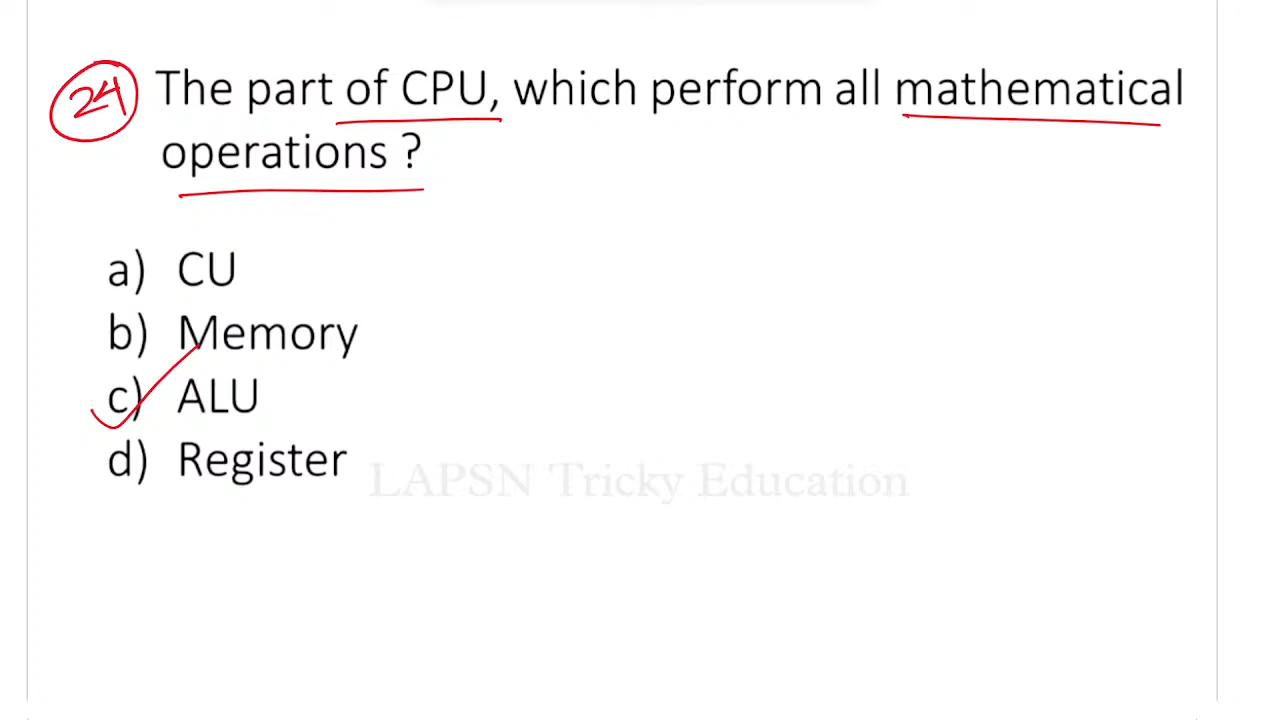 24 The part of CPU, which perform all mathematical
operations ?
a) CU
b) Memory
c) ALU
d) Register
LAPSN Tricky Education